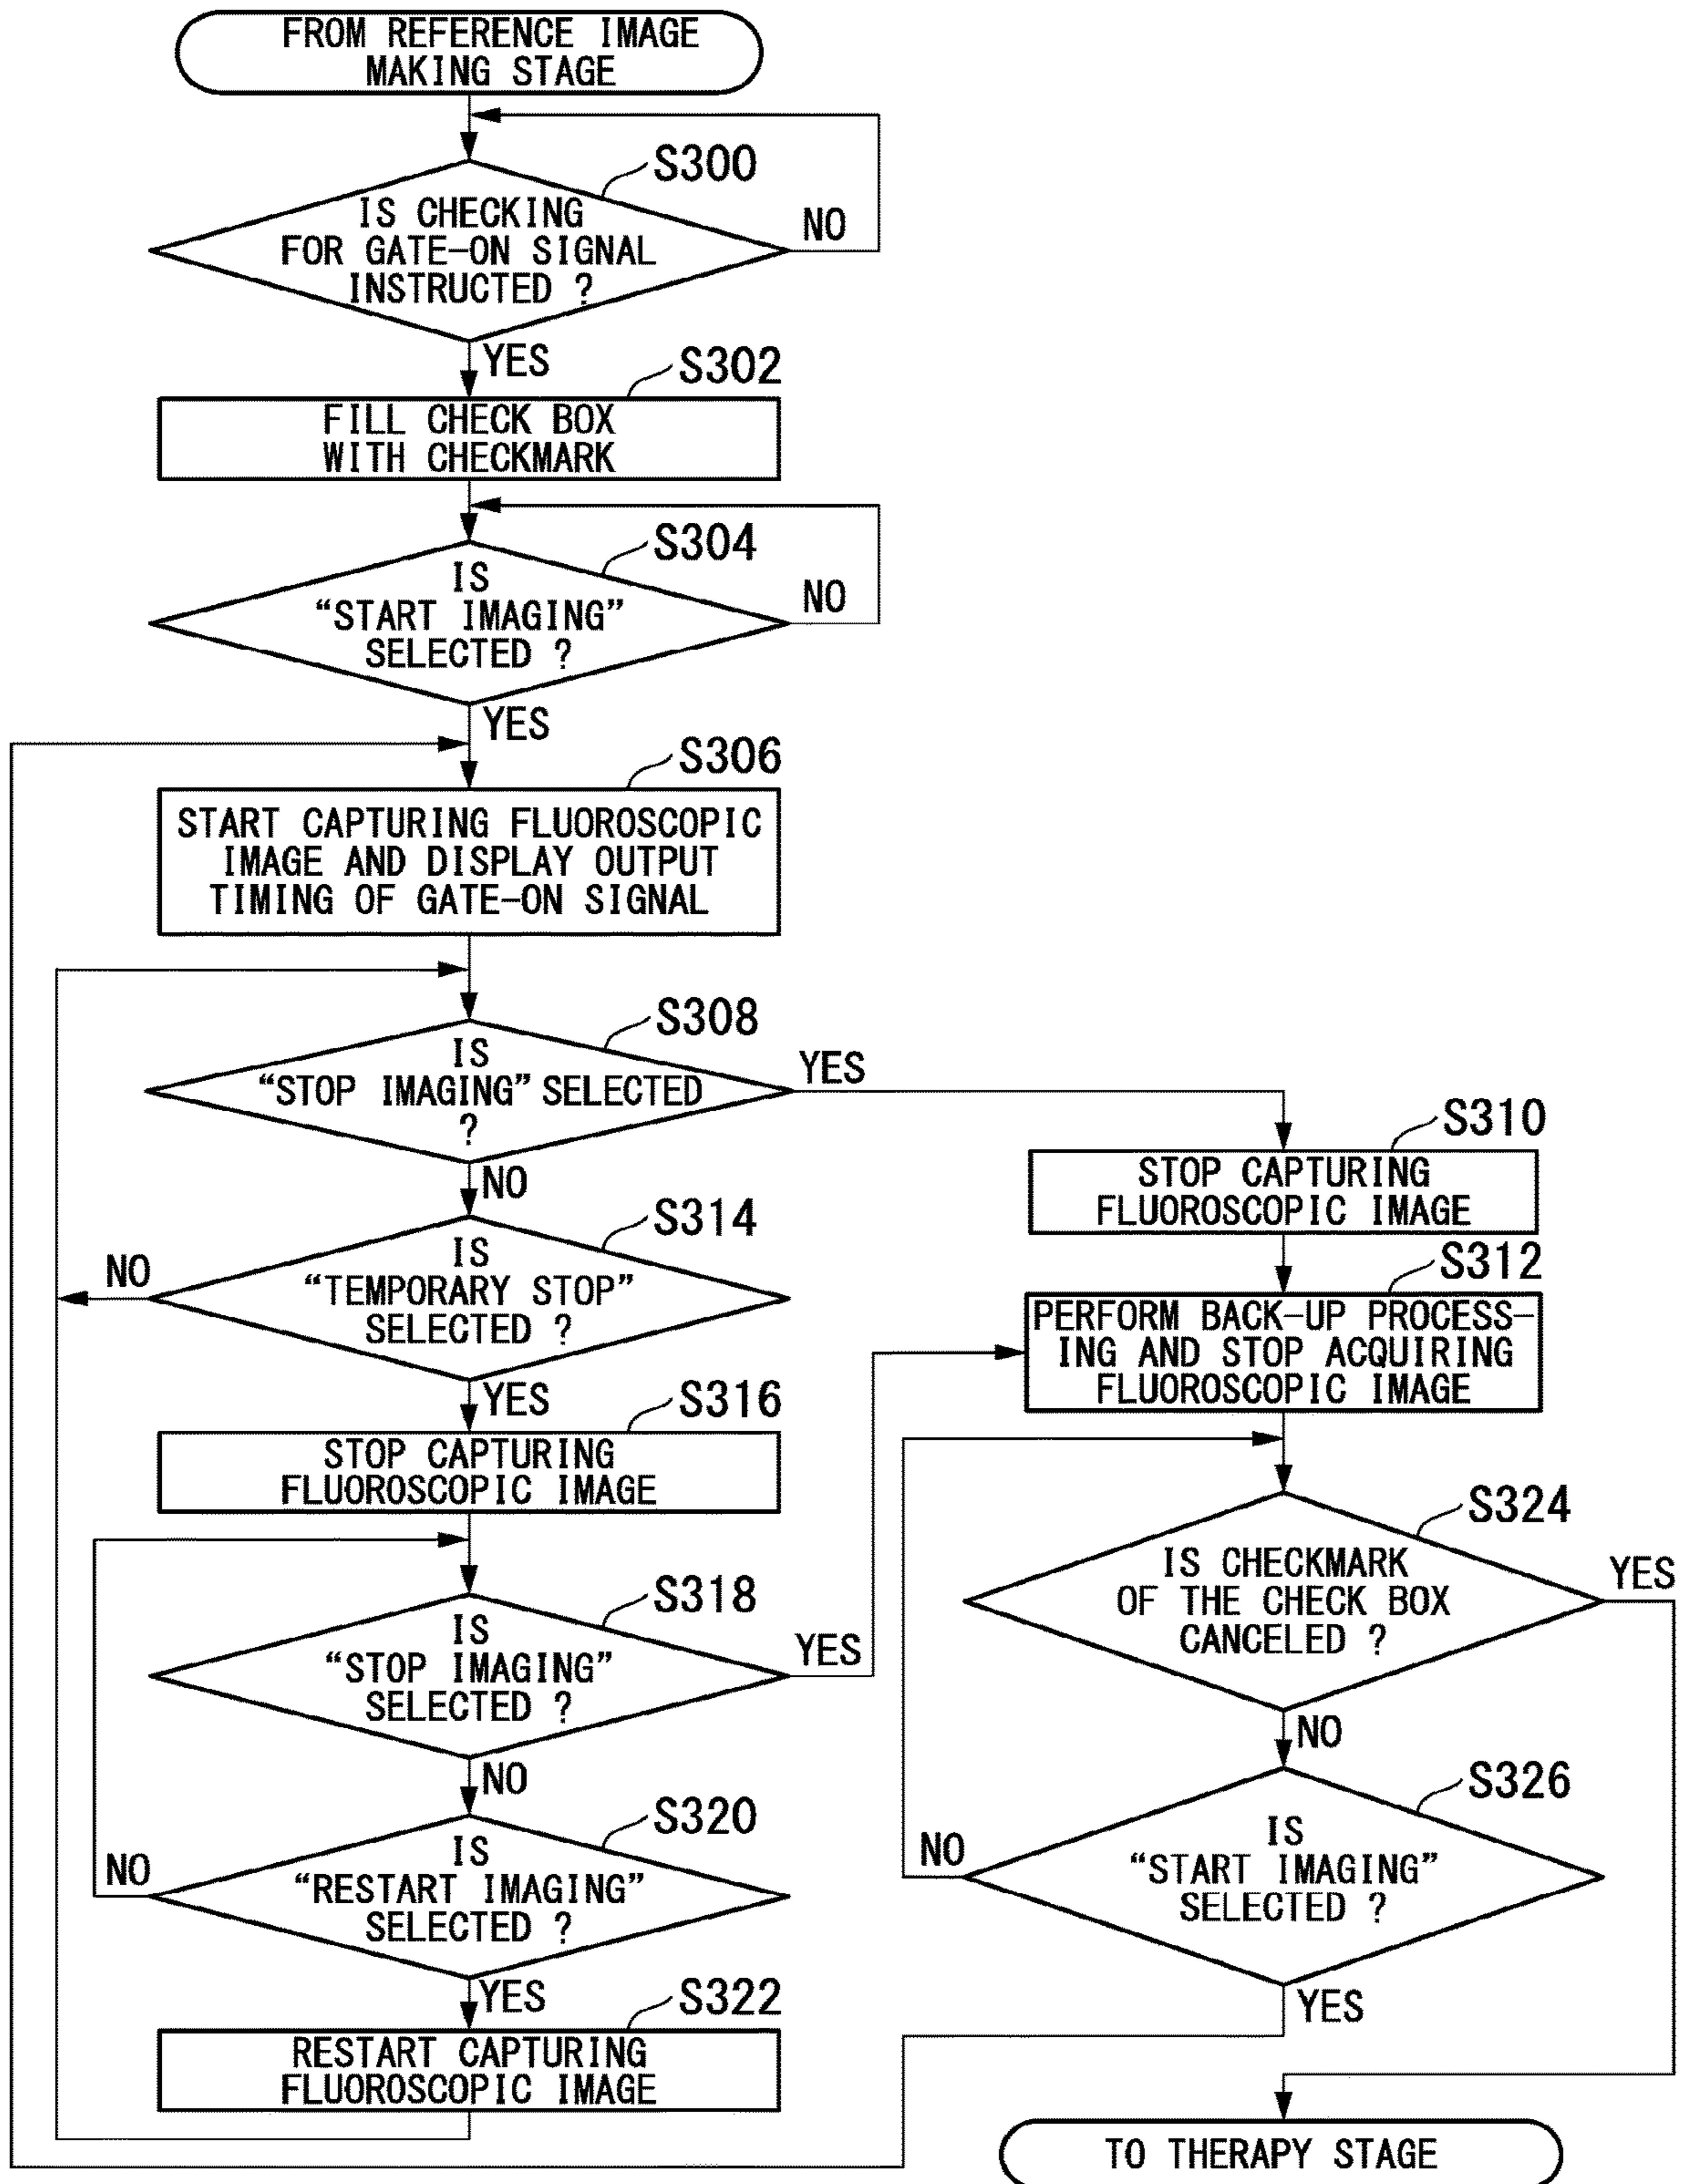 FROM REFERENCE IMAGE
MAKING STAGE
S300
IS CHECKING
FOR GATE-ON SIGNAL
INSTRUCTED ?
NO
YES
S302
FILL CHECK BOX
WITH CHECKMARK
S304
IS
“START IMAGING”
SELECTED ?
NO
YES
S306
START CAPTURING FLUOROSCOPIC
IMAGE AND DISPLAY OUTPUT
TIMING OF GATE-ON SIGNAL
S308
IS
“STOP IMAGING” SELECTED
?
YES
NO
S310
STOP CAPTURING
FLUOROSCOPIC IMAGE
S312
PERFORM BACK-UP PROCESS-
ING AND STOP ACQUIRING
FLUOROSCOPIC IMAGE
S314
IS
“TEMPORARY STOP”
SELECTED ?
NO
YES
S316
STOP CAPTURING
FLUOROSCOPIC IMAGE
S318
IS
“STOP IMAGING”
SELECTED ?
YES
NO
S320
IS
“RESTART IMAGING”
SELECTED ?
NO
YES
S322
RESTART CAPTURING
FLUOROSCOPIC IMAGE
S324
IS CHECKMARK
OF THE CHECK BOX
CANCELED ?
YES
NO
S326
IS
“START IMAGING”
SELECTED ?
NO
YES
TO THERAPY STAGE